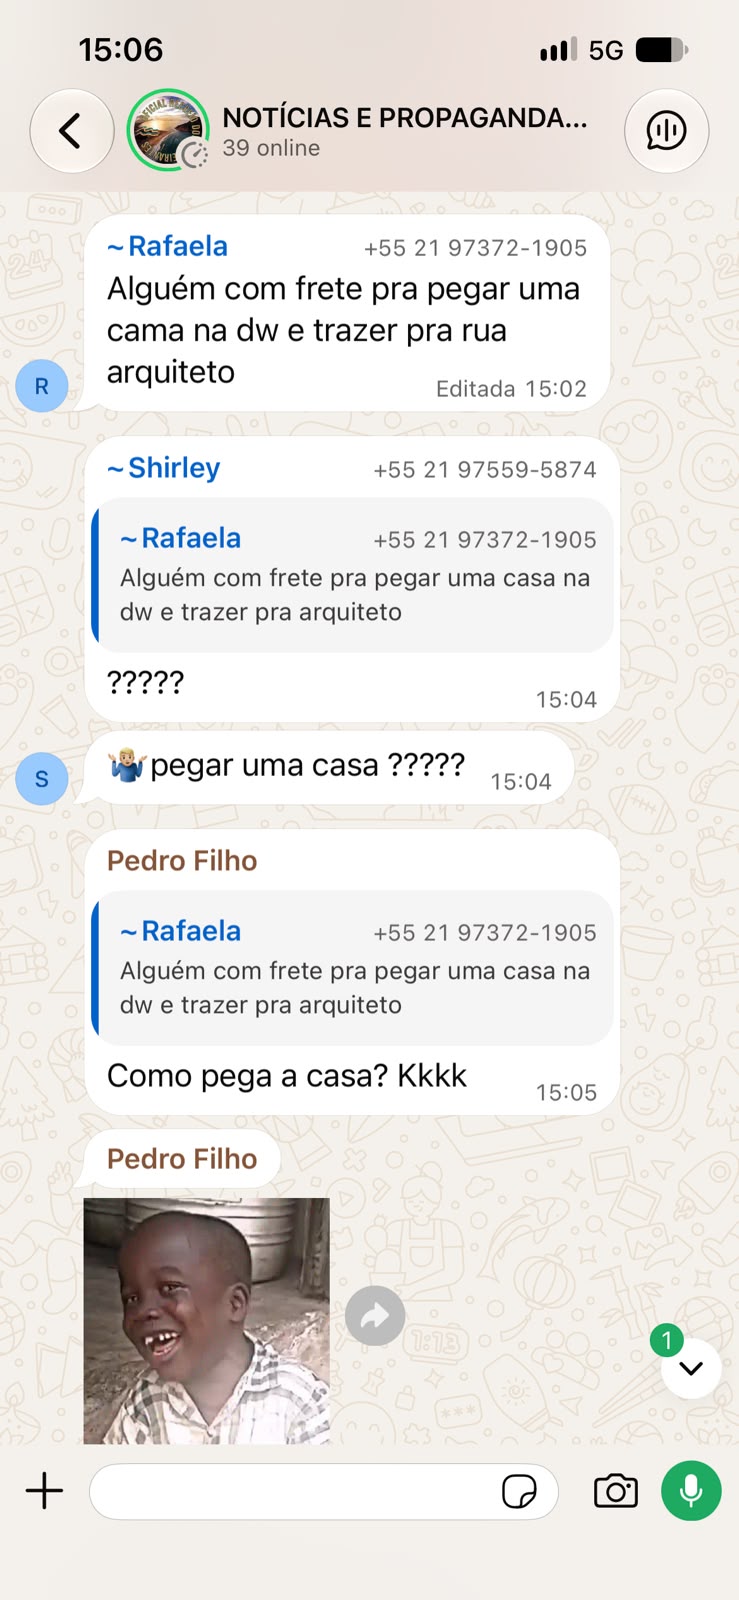 15:06
5G
NOTÍCIAS E PROPAGANDA...
39 online
~Rafaela +55 21 97372-1905
Alguém com frete pra pegar uma
cama na dw e trazer pra rua
arquiteto
Editada 15:02
R
~Shirley +55 21 97559-5874
~Rafaela +55 21 97372-1905
Alguém com frete pra pegar uma casa na
dw e trazer pra arquiteto
?????
15:04
pegar uma casa ?????
15:04
S
Pedro Filho
~Rafaela +55 21 97372-1905
Alguém com frete pra pegar uma casa na
dw e trazer pra arquiteto
Como pega a casa? Kkkk
15:05
Pedro Filho
1